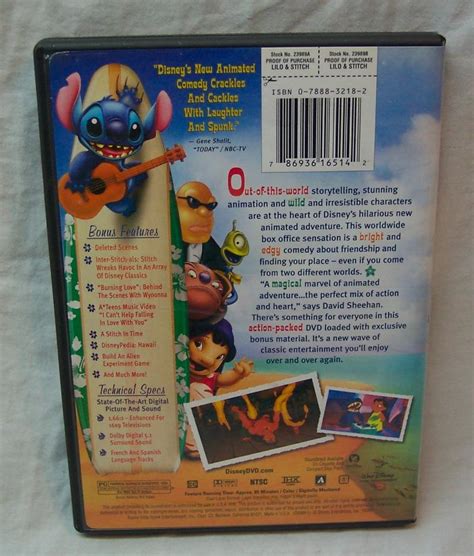 Stock No. 23989A
PROOF OF PURCHASE
LILO & STITCH
Stock No. 23989B
PROOF OF PURCHASE
LILO & STITCH
ISBN 0-7888-3218-2
7 86936 16514 2
"Disney's New Animated
Comedy Crackles
And Cackles
With Laughter
And Spunk."
— Gene Shalit,
"TODAY" / NBC-TV
Out-of-this-world storytelling, stunning
animation and wild and irresistible characters
are at the heart of Disney's hilarious new
animated adventure. This worldwide
box office sensation is a bright and
edgy comedy about friendship and
finding your place – even if you come
from two different worlds.
"A magical marvel of animated
adventure...the perfect mix of action
and heart," says David Sheehan.
There's something for everyone in this
action-packed DVD loaded with exclusive
bonus material. It's a new wave of
classic entertainment you'll enjoy
over and over again.
Bonus Features
Deleted Scenes
Inter-Stitch-als: Stitch
Wreaks Havoc In An Array
Of Disney Classics
"Burning Love": Behind
The Scenes With Wynonna
A*Teens Music Video
"I Can't Help Falling
In Love With You"
A Stitch In Time
DisneyPedia: Hawaii
Build An Alien
Experiment Game
And Much More!
Technical Specs
State-Of-The-Art Digital
Picture And Sound
1.66:1 - Enhanced For
16x9 Televisions
Dolby Digital 5.1
Surround Sound
French And Spanish
Language Tracks
DisneyDVD.com
Soundtrack Available
PG
NTSC
THX
Walt Disney